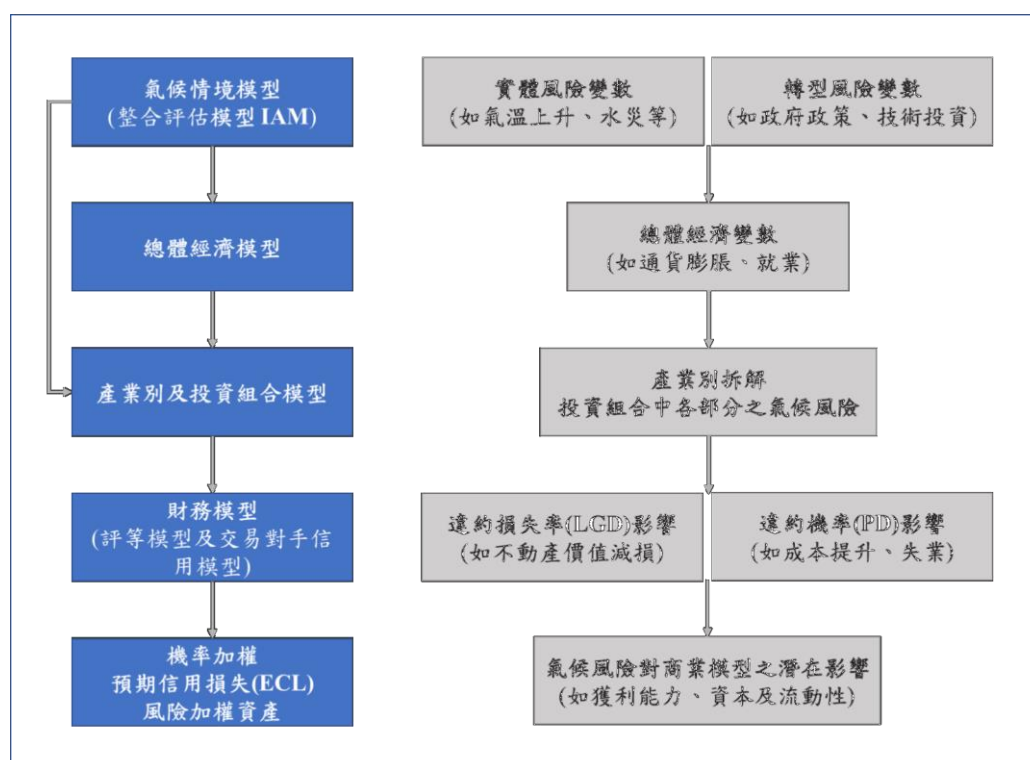 氣候情境模型
(整合評估模型 IAM)
實體風險變數
(如氣溫上升、水災等)
轉型風險變數
(如政府政策、技術投資)
總體經濟模型
總體經濟變數
(如通貨膨脹、就業)
產業別及投資組合模型
產業別拆解
投資組合中各部分之氣候風險
財務模型
(評等模型及交易對手信
用模型)
違約損失率(LGD)影響
(如不動產價值減損)
違約機率(PD)影響
(如成本提升、失業)
機率加權
預期信用損失(ECL)
風險加權資產
氣候風險對商業模型之潛在影響
(如獲利能力、資本及流動性)